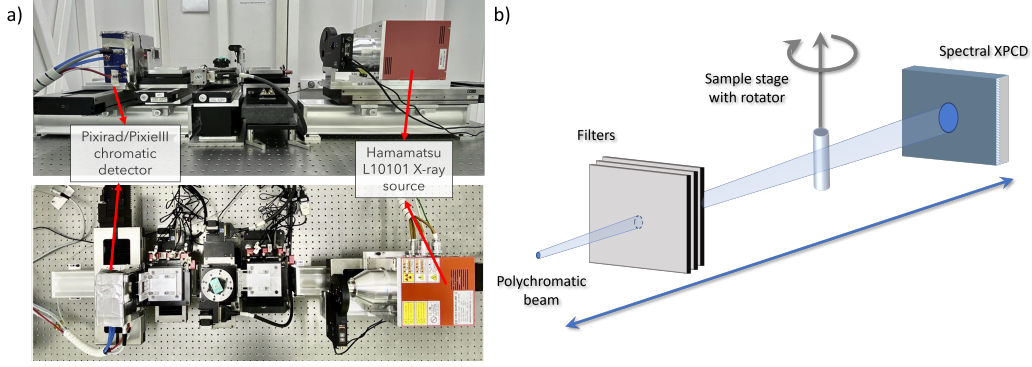 a)
Pixirad/PixieIII
chromatic
detector
Hamamatsu
L10101 X-ray
source
b)
Spectral XPCD
Sample stage
with rotator
Filters
Polychromatic
beam